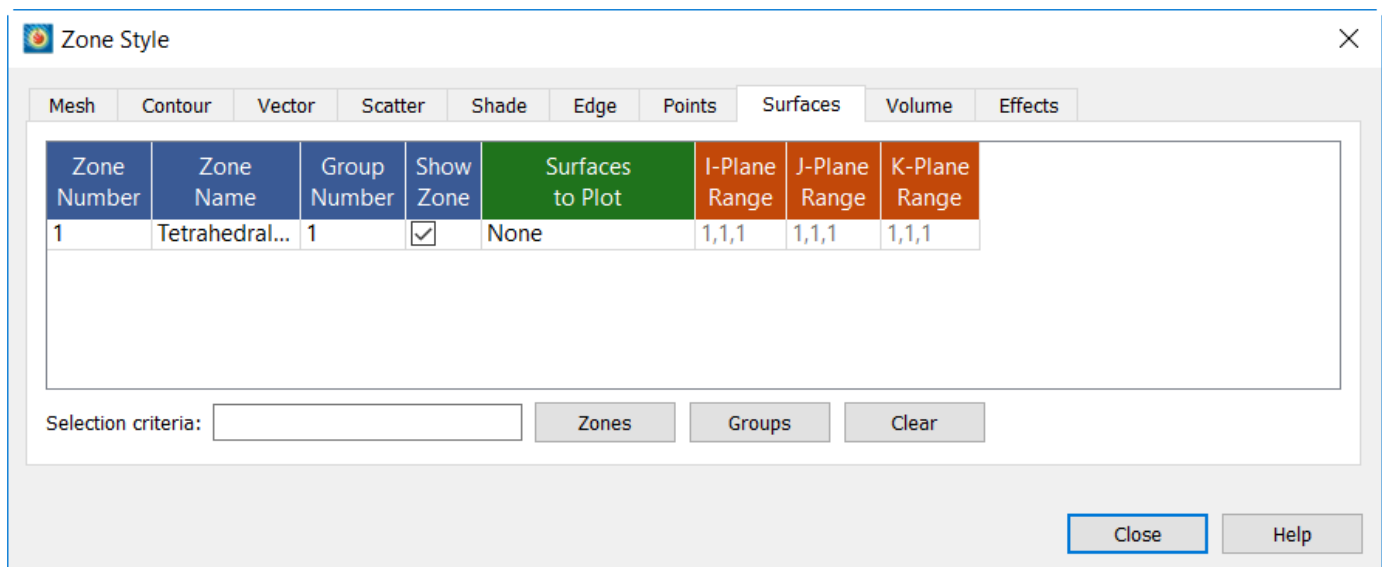 Zone Style
Mesh Contour Vector Scatter Shade Edge Points Surfaces Volume Effects
Zone Number Zone Name Group Number Show Zone Surfaces to Plot I-Plane Range J-Plane Range K-Plane Range
1 Tetrahedral... 1 None 1,1,1 1,1,1 1,1,1
Selection criteria: Zones Groups Clear
Close Help